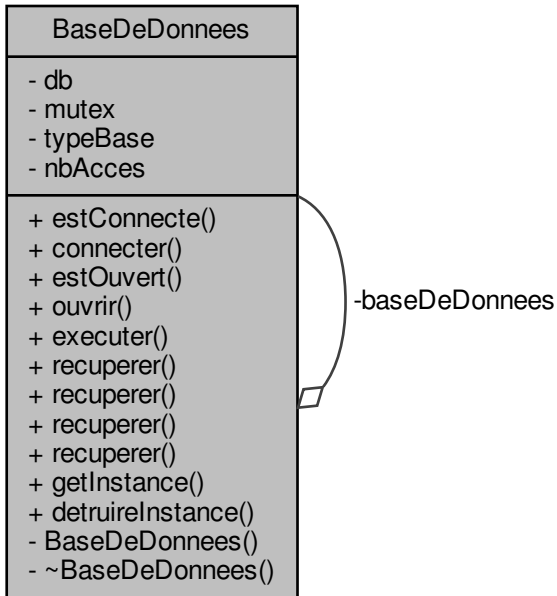 BaseDeDonnees
- db
- mutex
- typeBase
- nbAcces
+ estConnecte()
+ connecter()
+ estOuvert()
+ ouvrir()
+ executer()
+ recuperer()
+ recuperer()
+ recuperer()
+ recuperer()
+ getInstance()
+ detruireInstance()
- BaseDeDonnees()
- ~BaseDeDonnees()
-baseDeDonnees